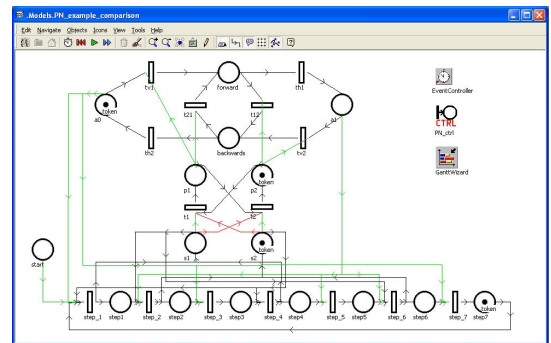 .Models.PN_example_comparison
Edit Navigate Objects Icons View Tools Help
tv1 forward th1
EventController
token
a0 t21 t12 a1
CTRL
PN_ctrl
th2 backwards tv2
GanttWizard
token
p1 p2
t1 t2
token
start s1 s2
token
step_1 step1 step_2 step2 step_3 step3 step_4 step4 step_5 step5 step_6 step6 step_7 step7